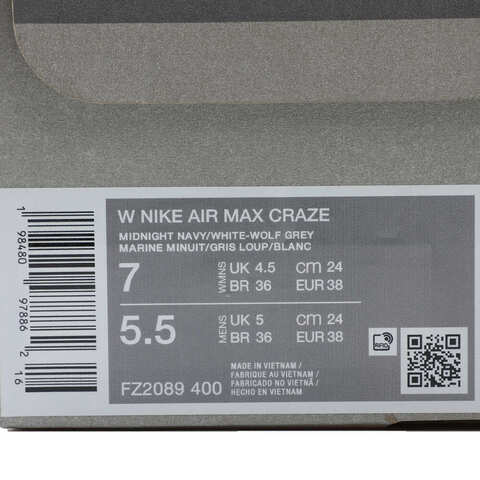 W NIKE AIR MAX CRAZE
MIDNIGHT NAVY/WHITE-WOLF GREY
MARINE MINUIT/GRIS LOUP/BLANC
7 WMNS UK 4.5 cm 24
BR 36 EUR 38
5.5 MENS UK 5 cm 24
BR 36 EUR 38
MADE IN VIETNAM /
FABRIQUE AU VIETNAM /
FABRICADO NO VIETNÃ /
HECHO EN VIETNAM
FZ2089 400
RFID
1 98480 97886 2 16